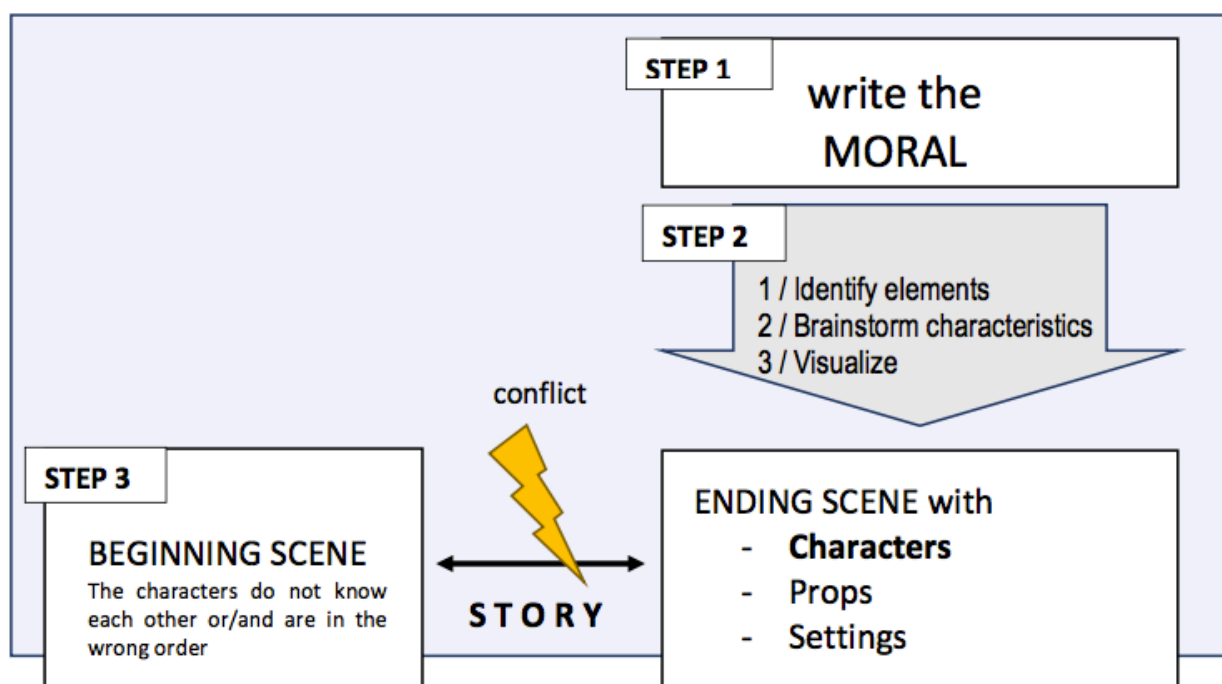 STEP 1
write the
MORAL
STEP 2
1 / Identify elements
2 / Brainstorm characteristics
3 / Visualize
conflict
STEP 3
BEGINNING SCENE
The characters do not know
each other or/and are in the
wrong order
STORY
ENDING SCENE with
- Characters
- Props
- Settings